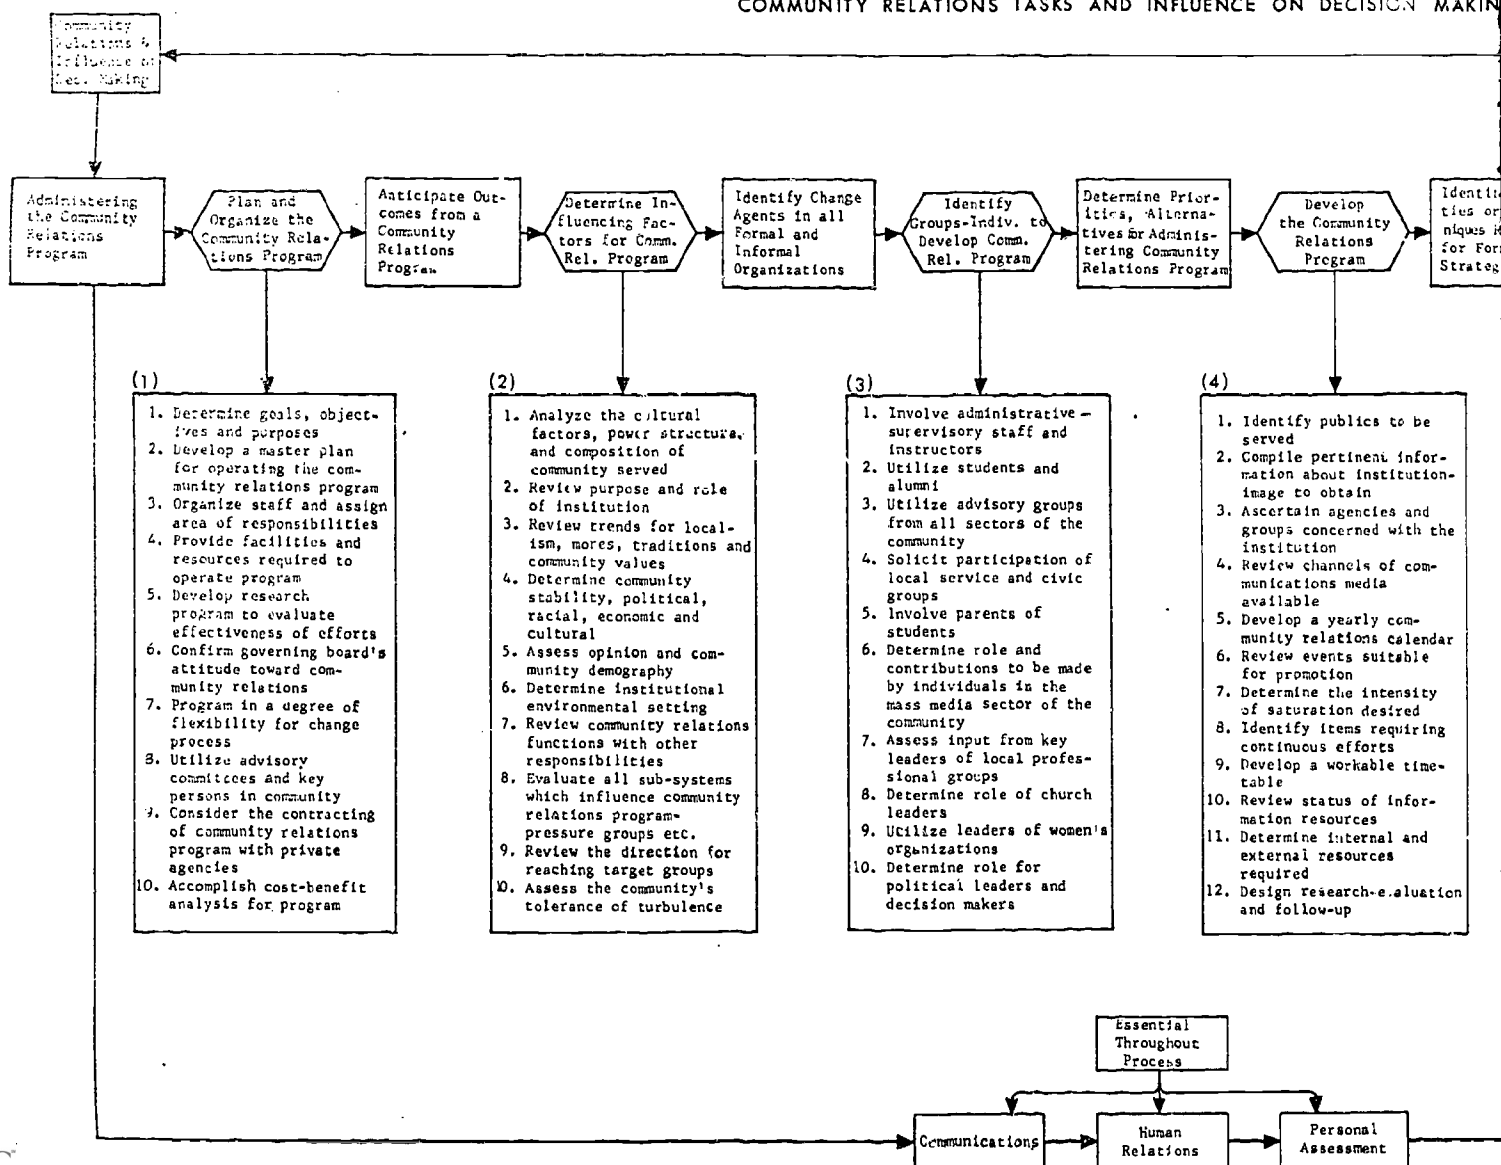 COMMUNITY RELATIONS TASKS AND INFLUENCE ON DECISION MAKIN
Community
Relations &
Influence on
Dec. Making
Administering
the Community
Relations
Program
Plan and
Organize the
Community Rela-
tions Program
Anticipate Out-
comes from a
Community
Relations
Program
Determine In-
fluencing Fac-
tors for Comm.
Rel. Program
Identify Change
Agents in all
Formal and
Informal
Organizations
Identify
Groups-Indiv. to
Develop Comm.
Rel. Program
Determine Prior-
ities, Alterna-
tives for Adminis-
tering Community
Relations Program
Develop
the Community
Relations
Program
ties or
niques R
for For
Strateg
(1)
1. Determine goals, object-
ives and purposes
2. Develop a master plan
for operating the com-
munity relations program
3. Organize staff and assign
area of responsibilities
4. Provide facilities and
resources required to
operate program
5. Develop research
program to evaluate
effectiveness of efforts
6. Confirm governing board's
attitude toward com-
munity relations
7. Program in a degree of
flexibility for change
process
8. Utilize advisory
committees and key
persons in community
9. Consider the contracting
of community relations
program with private
agencies
10. Accomplish cost-benefit
analysis for program
(2)
1. Analyze the cultural
factors, power structure,
and composition of
community served
2. Review purpose and role
of institution
3. Review trends for local-
ism, mores, traditions and
community values
4. Determine community
stability, political,
racial, economic and
cultural
5. Assess opinion and com-
munity demography
6. Determine institutional
environmental setting
7. Review community relations
functions with other
responsibilities
8. Evaluate all sub-systems
which influence community
relations program-
pressure groups etc.
9. Review the direction for
reaching target groups
10. Assess the community's
tolerance of turbulence
(3)
1. Involve administrative-
supervisory staff and
instructors
2. Utilize students and
alumni
3. Utilize advisory groups
from all sectors of the
community
4. Solicit participation of
local service and civic
groups
5. Involve parents of
students
6. Determine role and
contributions to be made
by individuals in the
mass media sector of the
community
7. Assess input from key
leaders of local profes-
sional groups
8. Determine role of church
leaders
9. Utilize leaders of women's
organizations
10. Determine role for
political leaders and
decision makers
(4)
1. Identify publics to be
served
2. Compile pertinent infor-
mation about institution-
image to obtain
3. Ascertain agencies and
groups concerned with the
institution
4. Review channels of com-
munications media
available
5. Develop a yearly com-
munity relations calendar
6. Review events suitable
for promotion
7. Determine the intensity
of saturation desired
8. Identify items requiring
continuous efforts
9. Develop a workable time-
table
10. Review status of infor-
mation resources
11. Determine internal and
external resources
required
12. Design research-evaluation
and follow-up
Essential
Throughout
Process
Communications
Human
Relations
Personal
Assessment